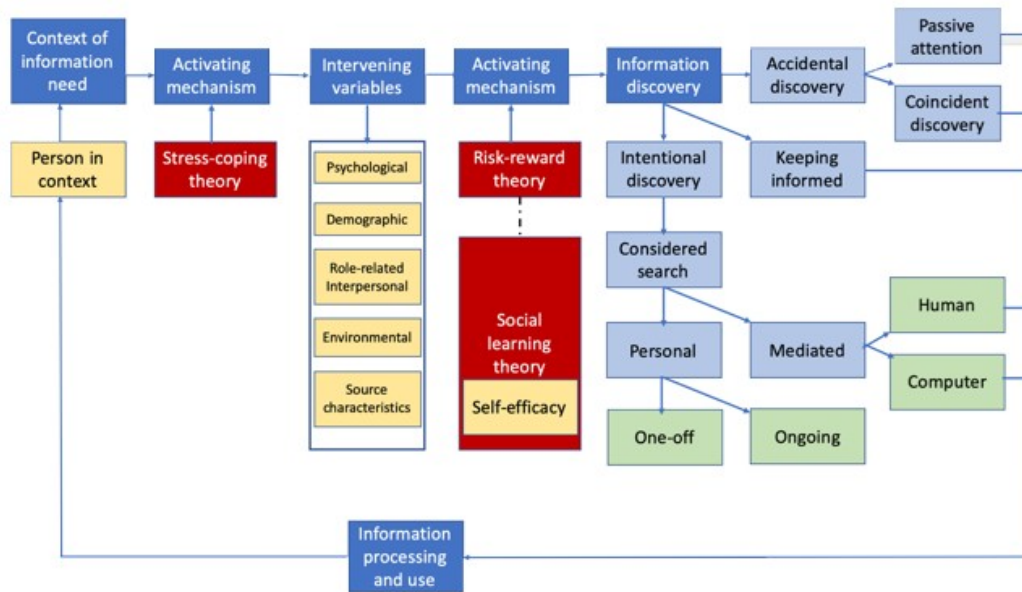 Context of
information
need
Activating
mechanism
Intervening
variables
Activating
mechanism
Information
discovery
Accidental
discovery
Passive
attention
Coincident
discovery
Person in
context
Stress-coping
theory
Psychological
Demographic
Role-related
Interpersonal
Environmental
Source
characteristics
Risk-reward
theory
Social
learning
theory
Self-efficacy
Intentional
discovery
Keeping
informed
Considered
search
Personal
Mediated
Human
Computer
One-off
Ongoing
Information
processing
and use